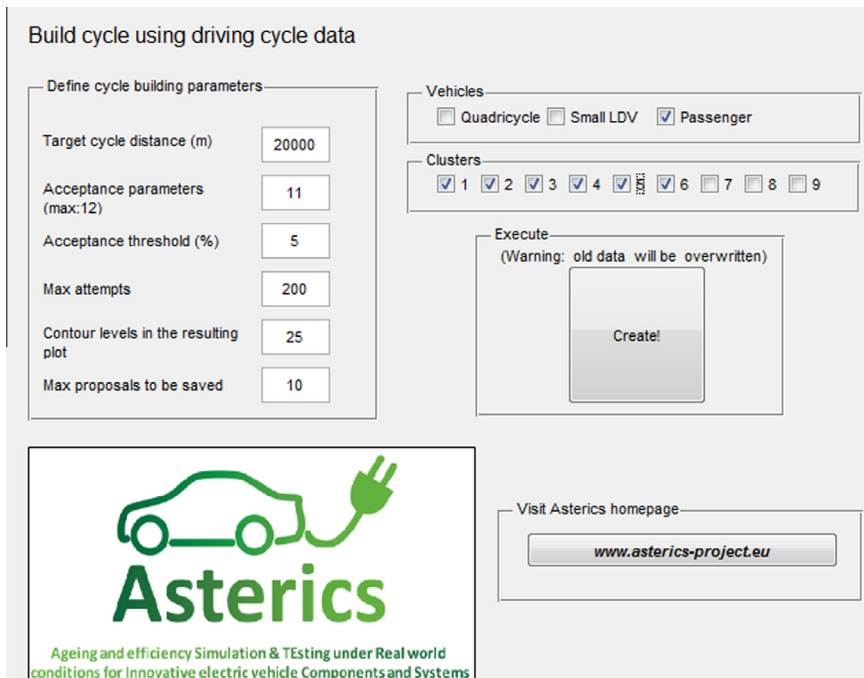 Build cycle using driving cycle data
Define cycle building parameters
Target cycle distance (m)
20000
Acceptance parameters
(max:12)
11
Acceptance threshold (%)
5
Max attempts
200
Contour levels in the resulting
plot
25
Max proposals to be saved
10
Vehicles
Quadricycle Small LDV Passenger
Clusters
1 2 3 4 5 6 7 8 9
Execute
(Warning: old data will be overwritten)
Create!
Asterics
Ageing and efficiency Simulation & TEsting under Real world
conditions for Innovative electric vehicle Components and Systems
Visit Asterics homepage
www.asterics-project.eu